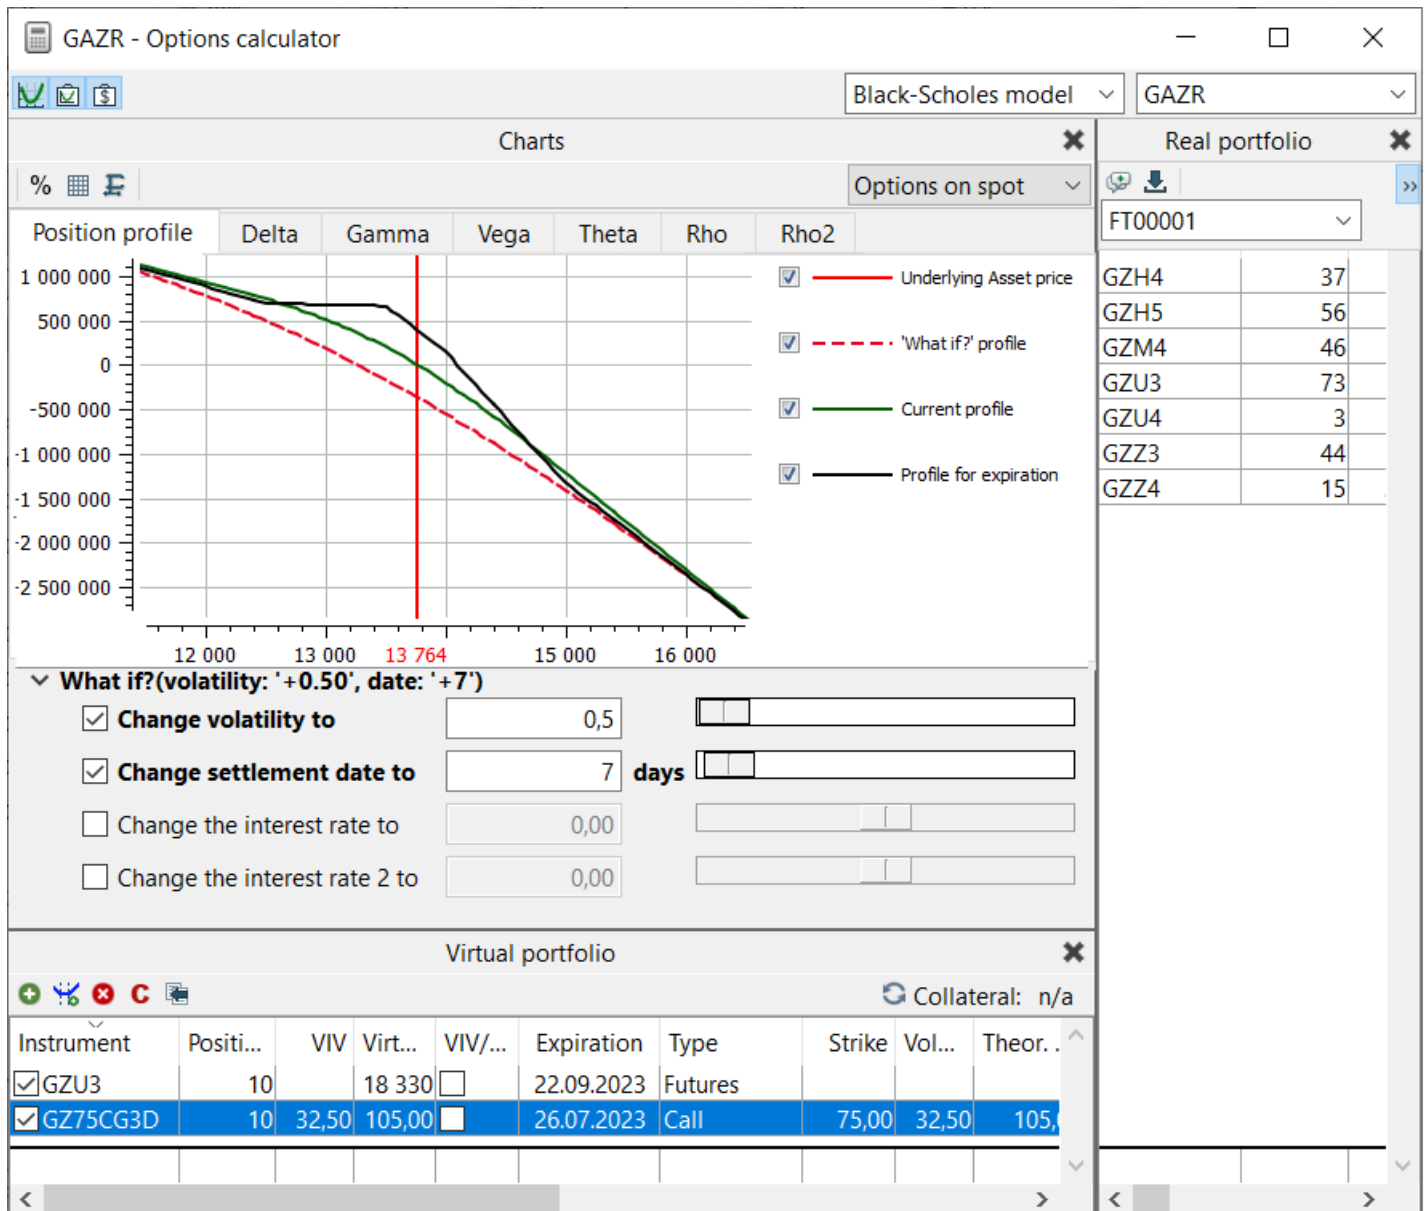 GAZR - Options calculator
Black-Scholes model
GAZR
Charts
Real portfolio
%
Options on spot
FT00001
Position profile Delta Gamma Vega Theta Rho Rho2
1 000 000
500 000
0
-500 000
-1 000 000
-1 500 000
-2 000 000
-2 500 000
12 000 13 000 13 764 15 000 16 000
Underlying Asset price
'What if?' profile
Current profile
Profile for expiration
GZH4 37
GZH5 56
GZM4 46
GZU3 73
GZU4 3
GZZ3 44
GZZ4 15
What if?(volatility: '+0.50', date: '+7')
Change volatility to 0,5
Change settlement date to 7 days
Change the interest rate to 0,00
Change the interest rate 2 to 0,00
Virtual portfolio
C Collateral: n/a
Instrument Positi... VIV Virt... VIV/... Expiration Type Strike Vol... Theor. .
GZU3 10 18 330 22.09.2023 Futures
GZ75CG3D 10 32,50 105,00 26.07.2023 Call 75,00 32,50 105,